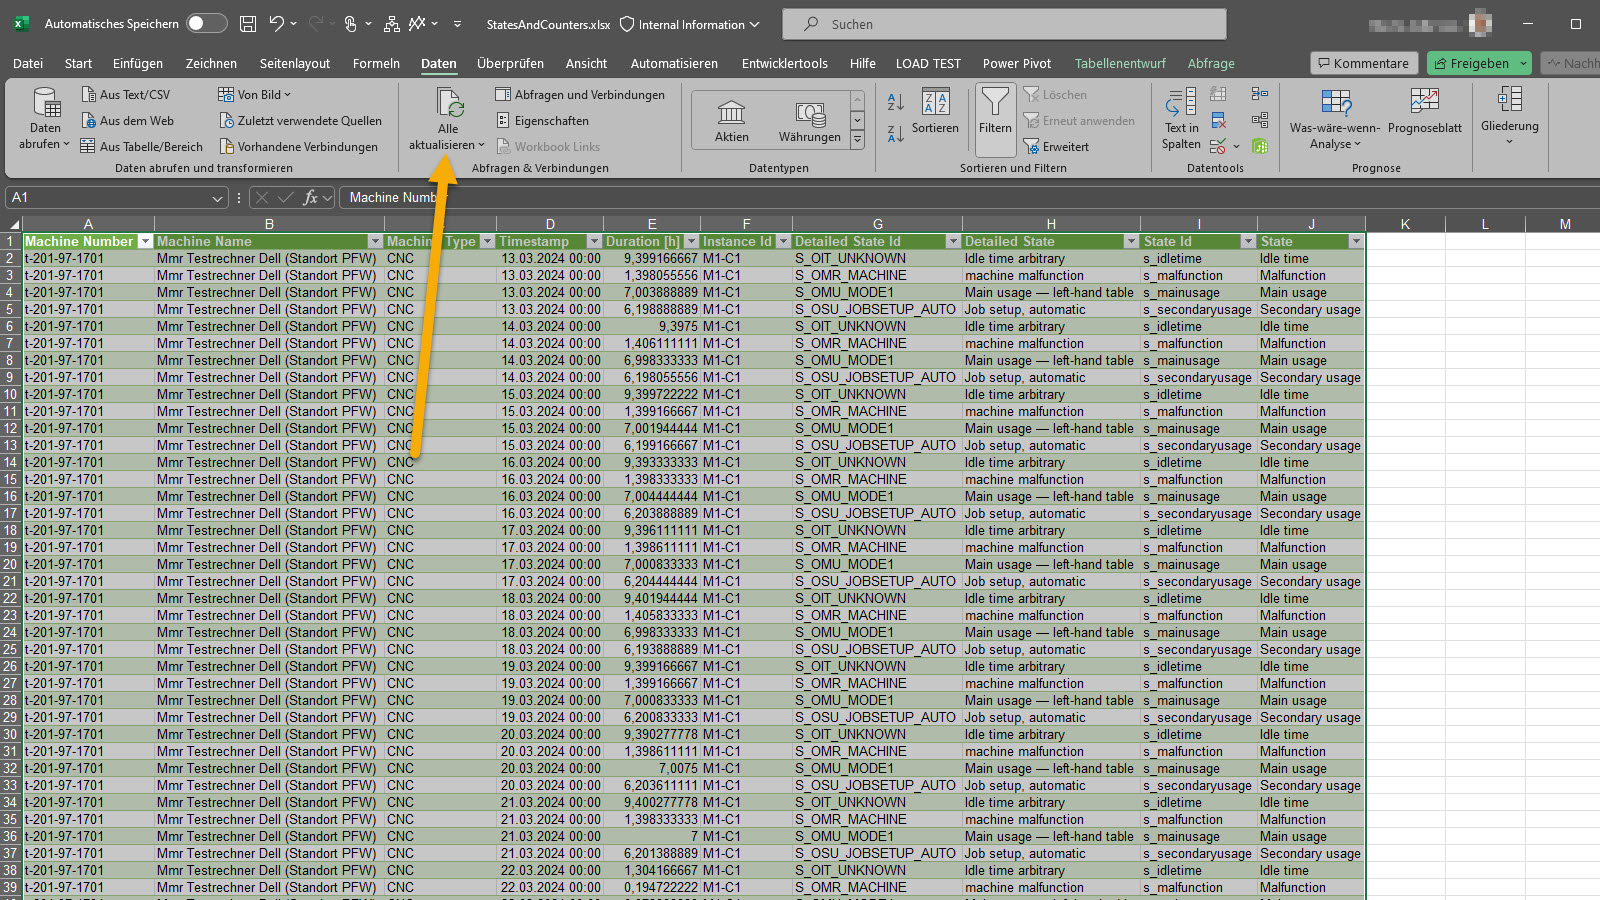 Automatisches Speichern StatesAndCounters.xlsx Internal Information Suchen
Datei Start Einfügen Zeichnen Seitenlayout Formeln Daten Überprüfen Ansicht Automatisieren Entwicklertools Hilfe LOAD TEST Power Pivot Tabellenentwurf Abfrage Kommentare Freigeben
Daten abrufen
Aus Text/CSV
Aus dem Web
Aus Tabelle/Bereich
Von Bild
Zuletzt verwendete Quellen
Vorhandene Verbindungen
Daten abrufen und transformieren
Alle aktualisieren
Abfragen und Verbindungen
Eigenschaften
Workbook Links
Abfragen & Verbindungen
Aktien
Währungen
Datentypen
Sortieren
Filtern
Löschen
Erneut anwenden
Erweitert
Sortieren und Filtern
Text in Spalten
Datentools
Was-wäre-wenn-Analyse
Prognoseblatt
Prognose
Gliederung
A1 fx
A B D E F G H I J K L M
1 Machine Number Machine Name Type Timestamp Duration [h] Instance Id Detailed State Id Detailed State State Id State
2 t-201-97-1701 Mmr Testrechner Dell (Standort PFW) CNC 13.03.2024 00:00 9,399166667 M1-C1 S_OIT_UNKNOWN Idle time arbitrary s_idletime Idle time
3 t-201-97-1701 Mmr Testrechner Dell (Standort PFW) CNC 13.03.2024 00:00 1,398055556 M1-C1 S_OMR_MACHINE machine malfunction s_malfunction Malfunction
4 t-201-97-1701 Mmr Testrechner Dell (Standort PFW) CNC 13.03.2024 00:00 7,003888889 M1-C1 S_OMU_MODE1 Main usage — left-hand table s_mainusage Main usage
5 t-201-97-1701 Mmr Testrechner Dell (Standort PFW) CNC 13.03.2024 00:00 6,198888889 M1-C1 S_OSU_JOBSETUP_AUTO Job setup, automatic s_secondaryusage Secondary usage
6 t-201-97-1701 Mmr Testrechner Dell (Standort PFW) CNC 14.03.2024 00:00 9,3975 M1-C1 S_OIT_UNKNOWN Idle time arbitrary s_idletime Idle time
7 t-201-97-1701 Mmr Testrechner Dell (Standort PFW) CNC 14.03.2024 00:00 1,406111111 M1-C1 S_OMR_MACHINE machine malfunction s_malfunction Malfunction
8 t-201-97-1701 Mmr Testrechner Dell (Standort PFW) CNC 14.03.2024 00:00 6,998333333 M1-C1 S_OMU_MODE1 Main usage — left-hand table s_mainusage Main usage
9 t-201-97-1701 Mmr Testrechner Dell (Standort PFW) CNC 14.03.2024 00:00 6,198055556 M1-C1 S_OSU_JOBSETUP_AUTO Job setup, automatic s_secondaryusage Secondary usage
10 t-201-97-1701 Mmr Testrechner Dell (Standort PFW) CNC 15.03.2024 00:00 9,399722222 M1-C1 S_OIT_UNKNOWN Idle time arbitrary s_idletime Idle time
11 t-201-97-1701 Mmr Testrechner Dell (Standort PFW) CNC 15.03.2024 00:00 1,399166667 M1-C1 S_OMR_MACHINE machine malfunction s_malfunction Malfunction
12 t-201-97-1701 Mmr Testrechner Dell (Standort PFW) CNC 15.03.2024 00:00 7,001944444 M1-C1 S_OMU_MODE1 Main usage — left-hand table s_mainusage Main usage
13 t-201-97-1701 Mmr Testrechner Dell (Standort PFW) CNC 15.03.2024 00:00 6,199166667 M1-C1 S_OSU_JOBSETUP_AUTO Job setup, automatic s_secondaryusage Secondary usage
14 t-201-97-1701 Mmr Testrechner Dell (Standort PFW) CNC 16.03.2024 00:00 9,393333333 M1-C1 S_OIT_UNKNOWN Idle time arbitrary s_idletime Idle time
15 t-201-97-1701 Mmr Testrechner Dell (Standort PFW) CNC 16.03.2024 00:00 1,398333333 M1-C1 S_OMR_MACHINE machine malfunction s_malfunction Malfunction
16 t-201-97-1701 Mmr Testrechner Dell (Standort PFW) CNC 16.03.2024 00:00 7,004444444 M1-C1 S_OMU_MODE1 Main usage — left-hand table s_mainusage Main usage
17 t-201-97-1701 Mmr Testrechner Dell (Standort PFW) CNC 16.03.2024 00:00 6,203888889 M1-C1 S_OSU_JOBSETUP_AUTO Job setup, automatic s_secondaryusage Secondary usage
18 t-201-97-1701 Mmr Testrechner Dell (Standort PFW) CNC 17.03.2024 00:00 9,396111111 M1-C1 S_OIT_UNKNOWN Idle time arbitrary s_idletime Idle time
19 t-201-97-1701 Mmr Testrechner Dell (Standort PFW) CNC 17.03.2024 00:00 1,398611111 M1-C1 S_OMR_MACHINE machine malfunction s_malfunction Malfunction
20 t-201-97-1701 Mmr Testrechner Dell (Standort PFW) CNC 17.03.2024 00:00 7,000833333 M1-C1 S_OMU_MODE1 Main usage — left-hand table s_mainusage Main usage
21 t-201-97-1701 Mmr Testrechner Dell (Standort PFW) CNC 17.03.2024 00:00 6,204444444 M1-C1 S_OSU_JOBSETUP_AUTO Job setup, automatic s_secondaryusage Secondary usage
22 t-201-97-1701 Mmr Testrechner Dell (Standort PFW) CNC 18.03.2024 00:00 9,401944444 M1-C1 S_OIT_UNKNOWN Idle time arbitrary s_idletime Idle time
23 t-201-97-1701 Mmr Testrechner Dell (Standort PFW) CNC 18.03.2024 00:00 1,405833333 M1-C1 S_OMR_MACHINE machine malfunction s_malfunction Malfunction
24 t-201-97-1701 Mmr Testrechner Dell (Standort PFW) CNC 18.03.2024 00:00 6,998333333 M1-C1 S_OMU_MODE1 Main usage — left-hand table s_mainusage Main usage
25 t-201-97-1701 Mmr Testrechner Dell (Standort PFW) CNC 18.03.2024 00:00 6,193888889 M1-C1 S_OSU_JOBSETUP_AUTO Job setup, automatic s_secondaryusage Secondary usage
26 t-201-97-1701 Mmr Testrechner Dell (Standort PFW) CNC 19.03.2024 00:00 9,399166667 M1-C1 S_OIT_UNKNOWN Idle time arbitrary s_idletime Idle time
27 t-201-97-1701 Mmr Testrechner Dell (Standort PFW) CNC 19.03.2024 00:00 1,399166667 M1-C1 S_OMR_MACHINE machine malfunction s_malfunction Malfunction
28 t-201-97-1701 Mmr Testrechner Dell (Standort PFW) CNC 19.03.2024 00:00 7,000833333 M1-C1 S_OMU_MODE1 Main usage — left-hand table s_mainusage Main usage
29 t-201-97-1701 Mmr Testrechner Dell (Standort PFW) CNC 19.03.2024 00:00 6,200833333 M1-C1 S_OSU_JOBSETUP_AUTO Job setup, automatic s_secondaryusage Secondary usage
30 t-201-97-1701 Mmr Testrechner Dell (Standort PFW) CNC 20.03.2024 00:00 9,390277778 M1-C1 S_OIT_UNKNOWN Idle time arbitrary s_idletime Idle time
31 t-201-97-1701 Mmr Testrechner Dell (Standort PFW) CNC 20.03.2024 00:00 1,398611111 M1-C1 S_OMR_MACHINE machine malfunction s_malfunction Malfunction
32 t-201-97-1701 Mmr Testrechner Dell (Standort PFW) CNC 20.03.2024 00:00 7,0075 M1-C1 S_OMU_MODE1 Main usage — left-hand table s_mainusage Main usage
33 t-201-97-1701 Mmr Testrechner Dell (Standort PFW) CNC 20.03.2024 00:00 6,203611111 M1-C1 S_OSU_JOBSETUP_AUTO Job setup, automatic s_secondaryusage Secondary usage
34 t-201-97-1701 Mmr Testrechner Dell (Standort PFW) CNC 21.03.2024 00:00 9,400277778 M1-C1 S_OIT_UNKNOWN Idle time arbitrary s_idletime Idle time
35 t-201-97-1701 Mmr Testrechner Dell (Standort PFW) CNC 21.03.2024 00:00 1,398333333 M1-C1 S_OMR_MACHINE machine malfunction s_malfunction Malfunction
36 t-201-97-1701 Mmr Testrechner Dell (Standort PFW) CNC 21.03.2024 00:00 7 M1-C1 S_OMU_MODE1 Main usage — left-hand table s_mainusage Main usage
37 t-201-97-1701 Mmr Testrechner Dell (Standort PFW) CNC 21.03.2024 00:00 6,201388889 M1-C1 S_OSU_JOBSETUP_AUTO Job setup, automatic s_secondaryusage Secondary usage
38 t-201-97-1701 Mmr Testrechner Dell (Standort PFW) CNC 22.03.2024 00:00 1,304166667 M1-C1 S_OIT_UNKNOWN Idle time arbitrary s_idletime Idle time
39 t-201-97-1701 Mmr Testrechner Dell (Standort PFW) CNC 22.03.2024 00:00 0,194722222 M1-C1 S_OMR_MACHINE machine malfunction s_malfunction Malfunction